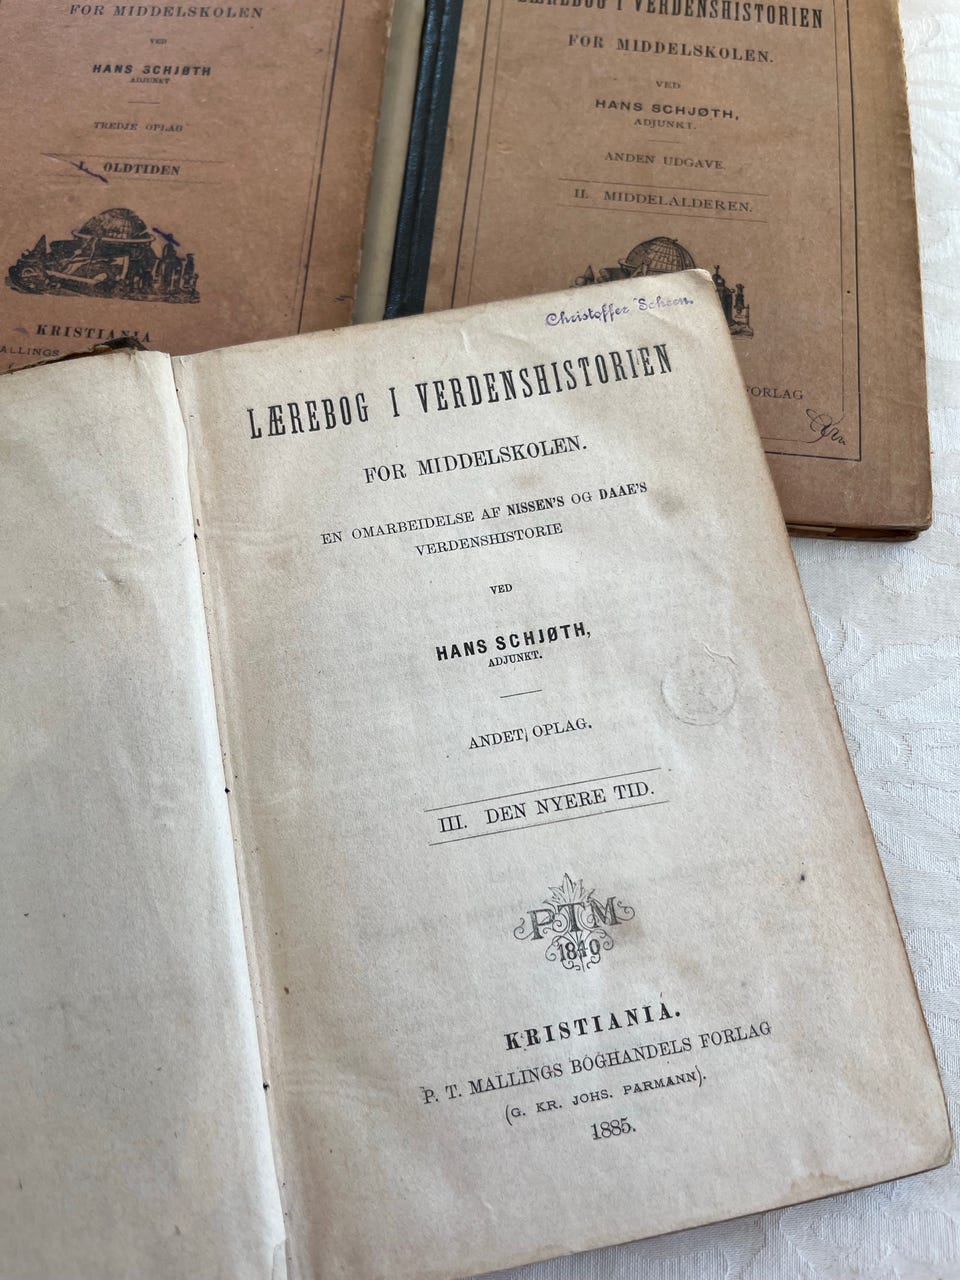 FOR MIDDELSKOLEN
VED
HANS SCHJØTH
ADJUNKT
TREDJE OPLAG
I. OLDTIDEN
KRISTIANIA
LÆREBOG I VERDENSHISTORIEN
FOR MIDDELSKOLEN.
VED
HANS SCHJØTH,
ADJUNKT.
ANDEN UDGAVE.
II. MIDDELALDEREN.
FORLAG
Christoffer
LÆREBOG I VERDENSHISTORIEN
FOR MIDDELSKOLEN.
EN OMARBEIDELSE AF NISSEN'S OG DAAE'S
VERDENSHISTORIE
VED
HANS SCHJØTH,
ADJUNKT.
ANDET OPLAG.
III. DEN NYERE TID.
PTM
1840
KRISTIANIA.
P. T. MALLINGS BOGHANDELS FORLAG
(G. KR. JOHS. PARMANN).
1885.